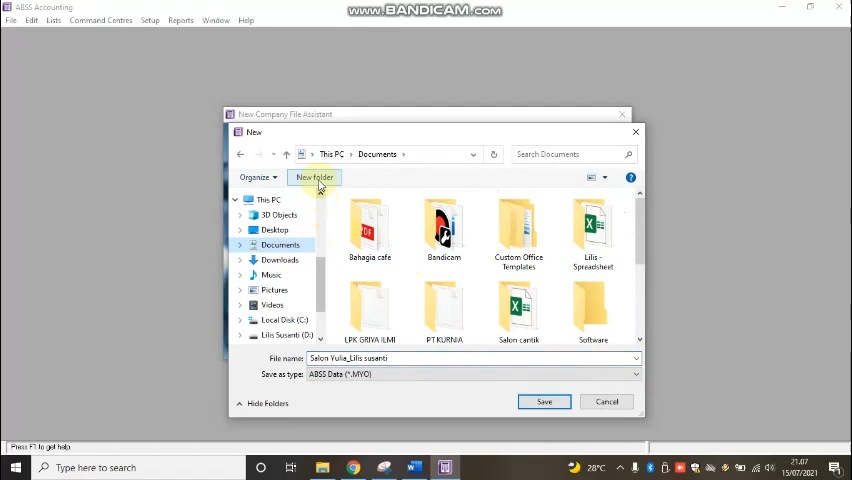 ABSS Accounting
www.BANDICAM.com
File Edit Lists Command Centres Setup Reports Window Help
New Company File Assistant
New
This PC > Documents >
Search Documents
Organize
New folder
This PC
3D Objects
Desktop
Documents
Downloads
Music
Pictures
Videos
Local Disk (C:)
Lilis Susanti (D:)
PDF
Bahagia cafe
Bandicam
Custom Office
Templates
Lilis -
Spreadsheet
LPK GRIYA ILMI
PT KURNIA
Salon cantik
Software
File name: Salon Yulia_Lilis susanti
Save as type: ABSS Data (*.MYO)
Hide Folders
Save
Cancel
Press F1 to get help.
Type here to search
28°C
21.07
15/07/2021